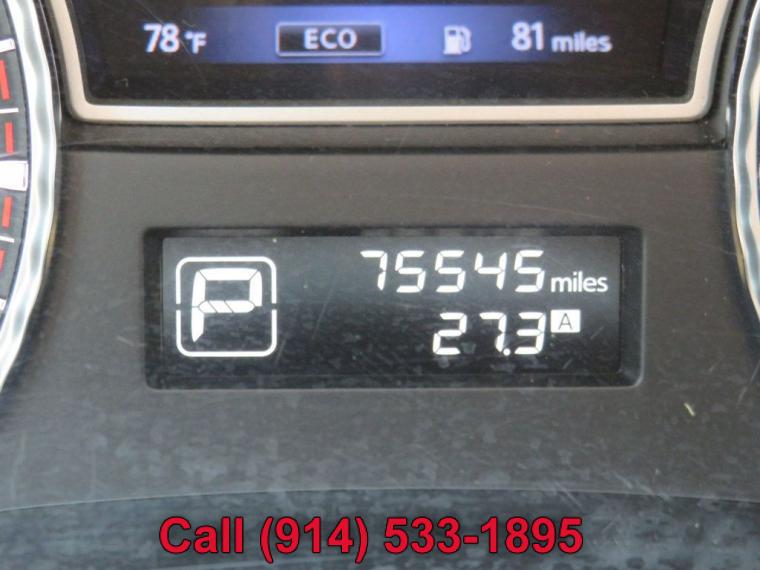 78°F ECO 81 miles
P 75545 miles
27.3 A
Call (914) 533-1895